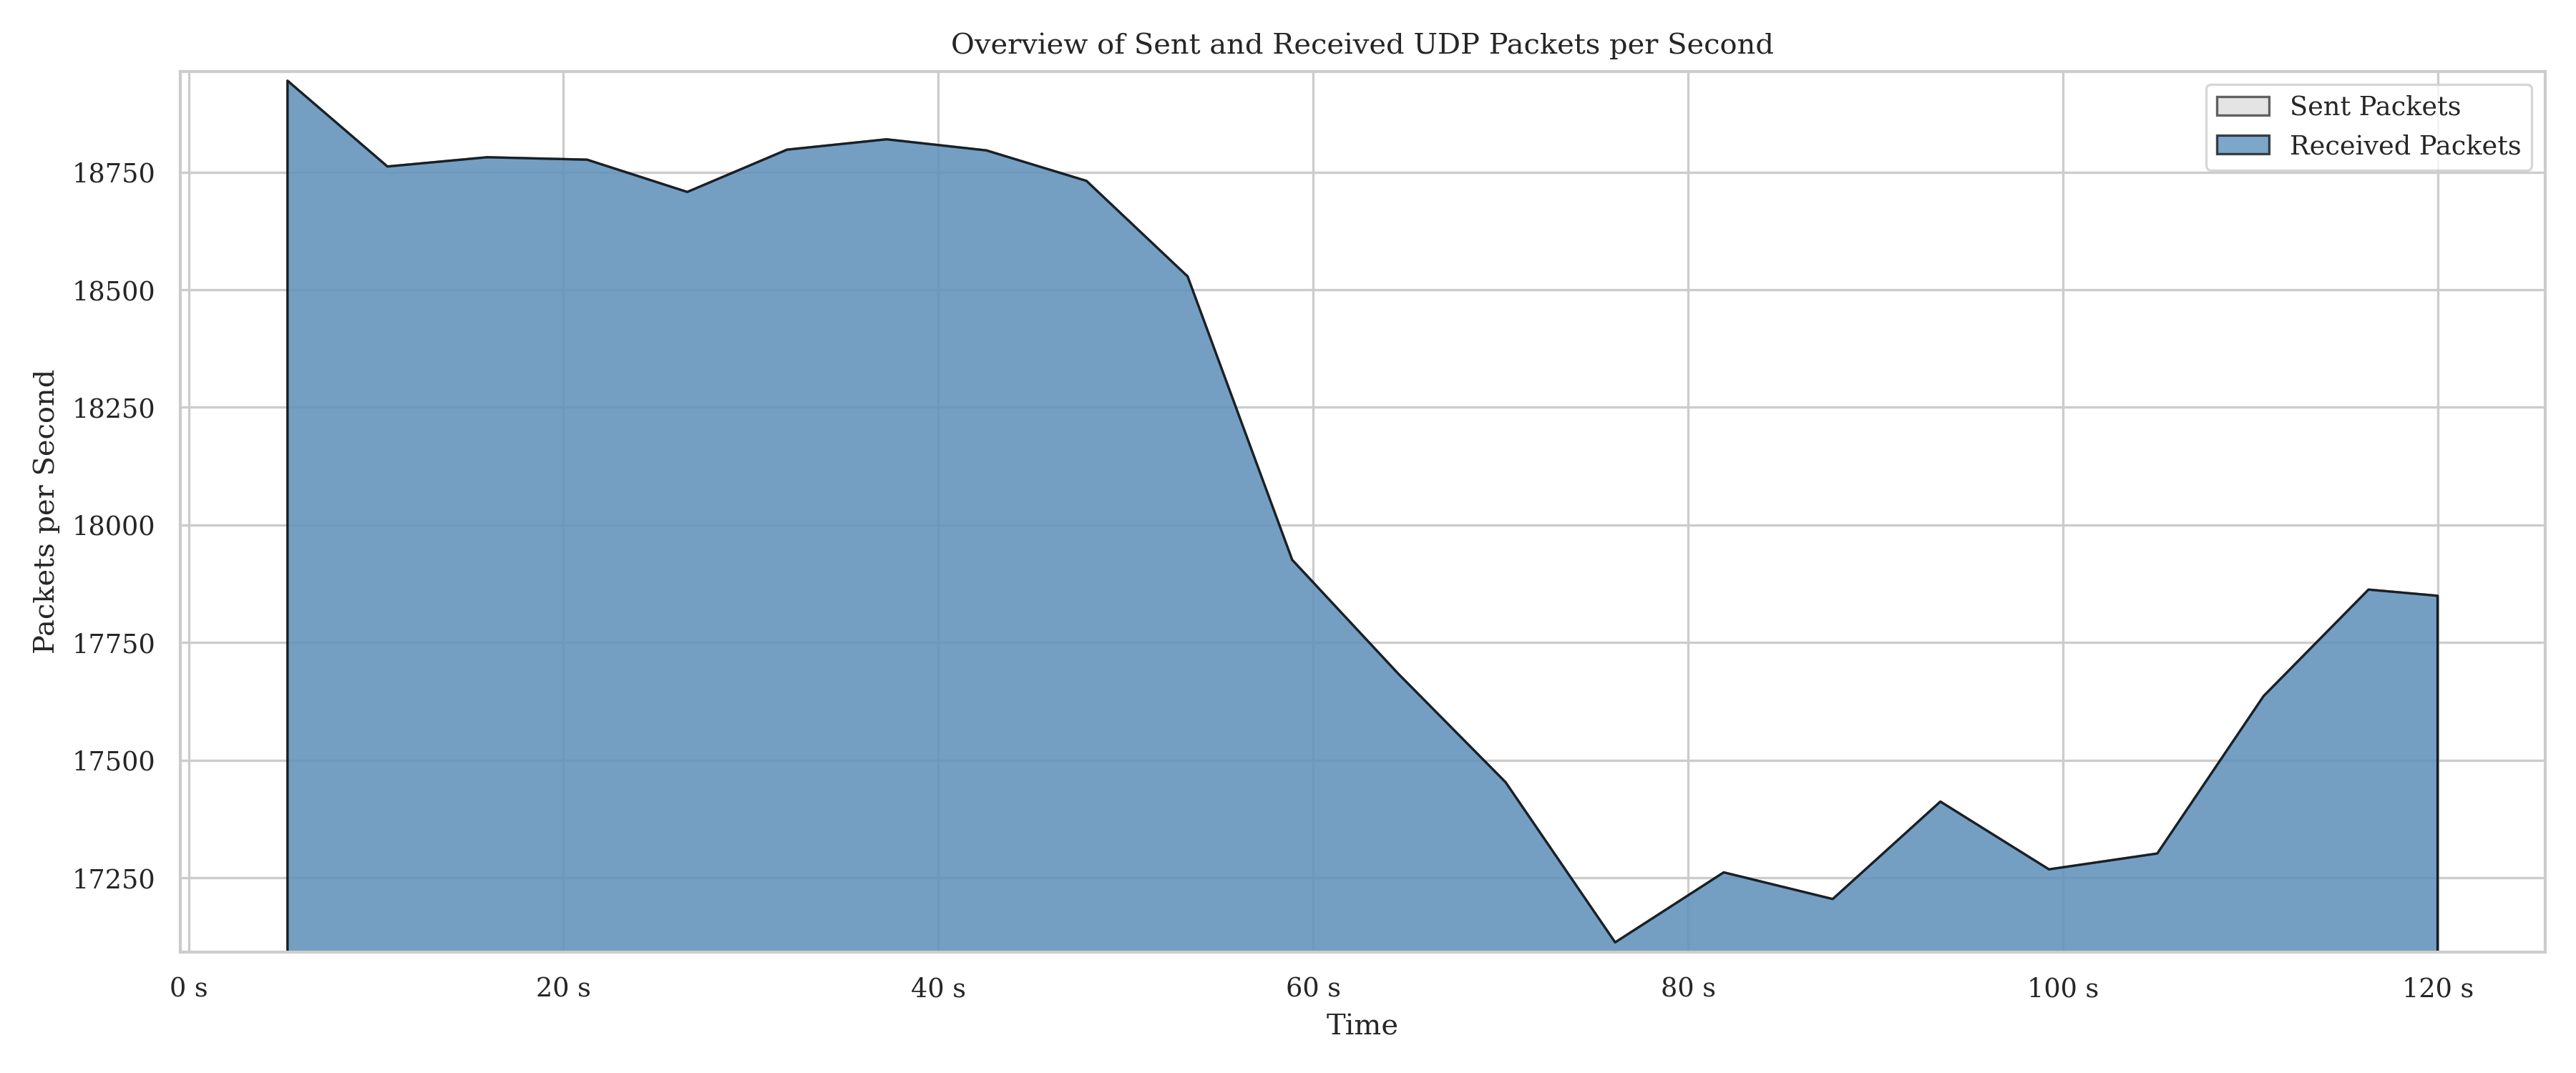 Overview of Sent and Received UDP Packets per Second
Sent Packets
Received Packets
Packets per Second
18750
18500
18250
18000
17750
17500
17250
0 s
20 s
40 s
60 s
80 s
100 s
120 s
Time